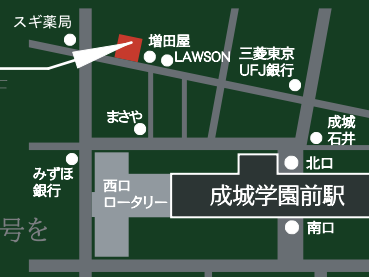 スギ薬局
増田屋
LAWSON
三菱東京
UFJ銀行
まさや
成城
石井
みずほ
銀行
西口
ロータリー
北口
成城学園前駅
南口
号を